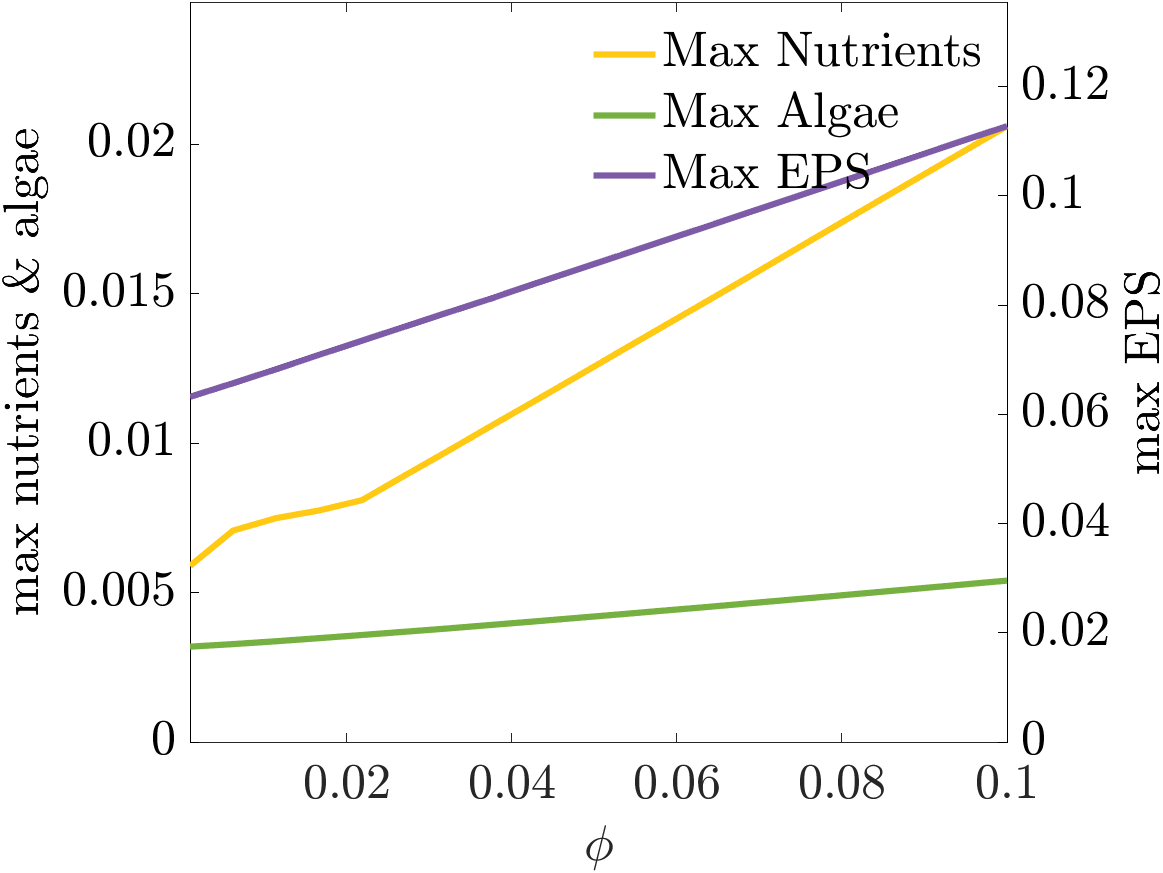 Max Nutrients
Max Algae
Max EPS
max nutrients & algae
0.02
0.015
0.01
0.005
0
max EPS
0.12
0.1
0.08
0.06
0.04
0.02
0
0.02 0.04 0.06 0.08 0.1
ϕ